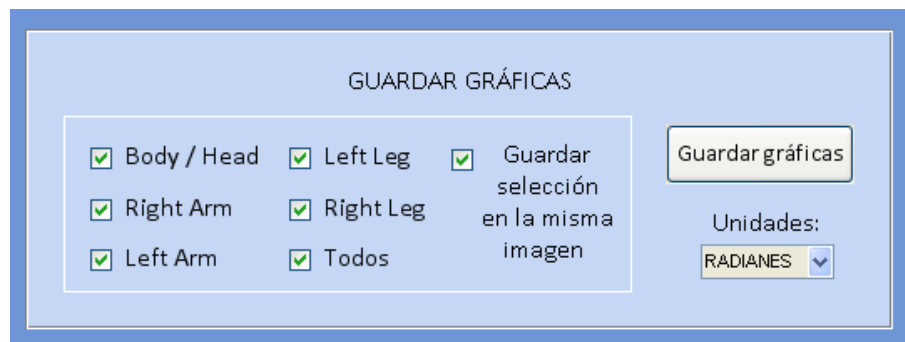 GUARDAR GRÁFICAS
Body / Head
Right Arm
Left Arm
Left Leg
Right Leg
Todos
Guardar
selección
en la misma
imagen
Guardar gráficas
Unidades:
RADIANES